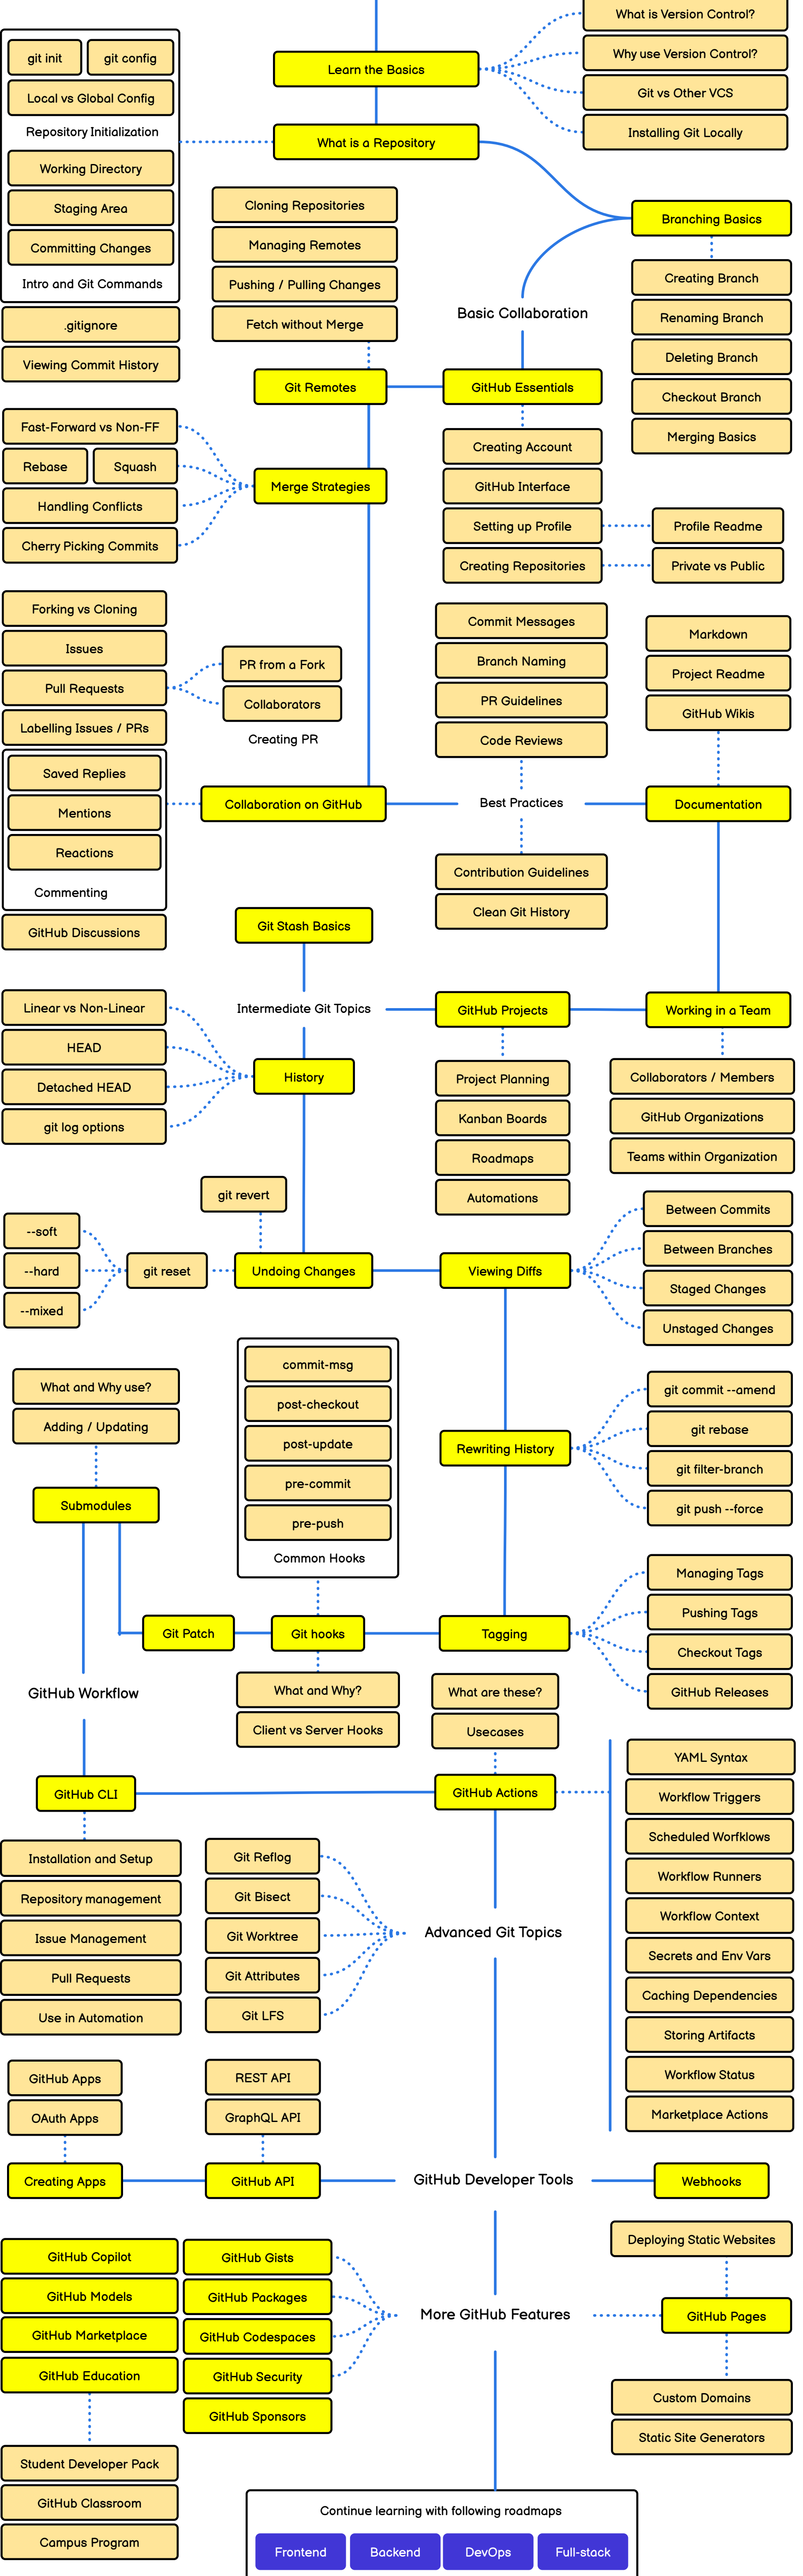 What is Version Control?
Learn the Basics
Why use Version Control?
Git vs Other VCS
Installing Git Locally
git init
git config
Local vs Global Config
Repository Initialization
Working Directory
Staging Area
Committing Changes
Intro and Git Commands
.gitignore
Viewing Commit History
What is a Repository
Branching Basics
Creating Branch
Renaming Branch
Deleting Branch
Checkout Branch
Merging Basics
Cloning Repositories
Managing Remotes
Pushing / Pulling Changes
Fetch without Merge
Basic Collaboration
Git Remotes
GitHub Essentials
Creating Account
GitHub Interface
Setting up Profile
Profile Readme
Creating Repositories
Private vs Public
Fast-Forward vs Non-FF
Rebase
Squash
Handling Conflicts
Cherry Picking Commits
Merge Strategies
Forking vs Cloning
Issues
Pull Requests
Labelling Issues / PRs
Saved Replies
Mentions
Reactions
Commenting
GitHub Discussions
PR from a Fork
Collaborators
Creating PR
Collaboration on GitHub
Commit Messages
Branch Naming
PR Guidelines
Code Reviews
Best Practices
Contribution Guidelines
Clean Git History
Markdown
Project Readme
GitHub Wikis
Documentation
Git Stash Basics
Intermediate Git Topics
GitHub Projects
Working in a Team
Project Planning
Kanban Boards
Roadmaps
Automations
Collaborators / Members
GitHub Organizations
Teams within Organization
Linear vs Non-Linear
HEAD
Detached HEAD
git log options
History
git revert
--soft
--hard
--mixed
git reset
Undoing Changes
Viewing Diffs
Between Commits
Between Branches
Staged Changes
Unstaged Changes
commit-msg
post-checkout
post-update
pre-commit
pre-push
Common Hooks
What and Why use?
Adding / Updating
Submodules
Rewriting History
git commit --amend
git rebase
git filter-branch
git push --force
Git Patch
Git hooks
Tagging
Managing Tags
Pushing Tags
Checkout Tags
GitHub Releases
What and Why?
Client vs Server Hooks
GitHub Workflow
What are these?
Usecases
GitHub CLI
GitHub Actions
YAML Syntax
Workflow Triggers
Scheduled Worfklows
Workflow Runners
Workflow Context
Secrets and Env Vars
Caching Dependencies
Storing Artifacts
Workflow Status
Marketplace Actions
Installation and Setup
Repository management
Issue Management
Pull Requests
Use in Automation
Git Reflog
Git Bisect
Git Worktree
Git Attributes
Git LFS
Advanced Git Topics
GitHub Apps
OAuth Apps
REST API
GraphQL API
Creating Apps
GitHub API
GitHub Developer Tools
Webhooks
GitHub Copilot
GitHub Models
GitHub Marketplace
GitHub Education
GitHub Gists
GitHub Packages
GitHub Codespaces
GitHub Security
GitHub Sponsors
More GitHub Features
Deploying Static Websites
GitHub Pages
Custom Domains
Static Site Generators
Student Developer Pack
GitHub Classroom
Campus Program
Continue learning with following roadmaps
Frontend
Backend
DevOps
Full-stack